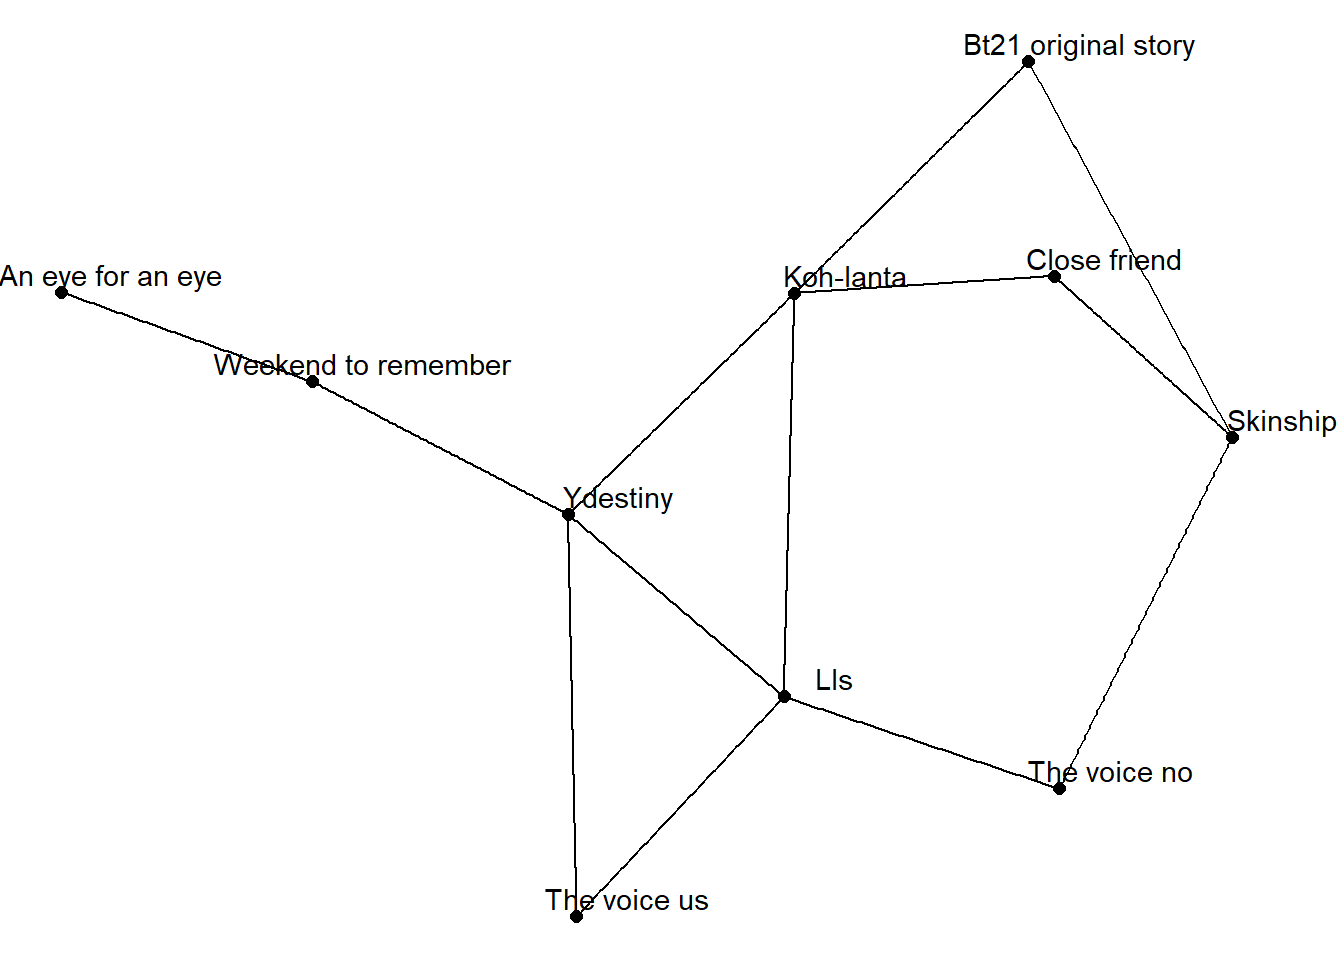 Bt21 original story
Close friend
Koh-lanta
An eye for an eye
Weekend to remember
Skinship
Ydestiny
Lls
The voice no
The voice us